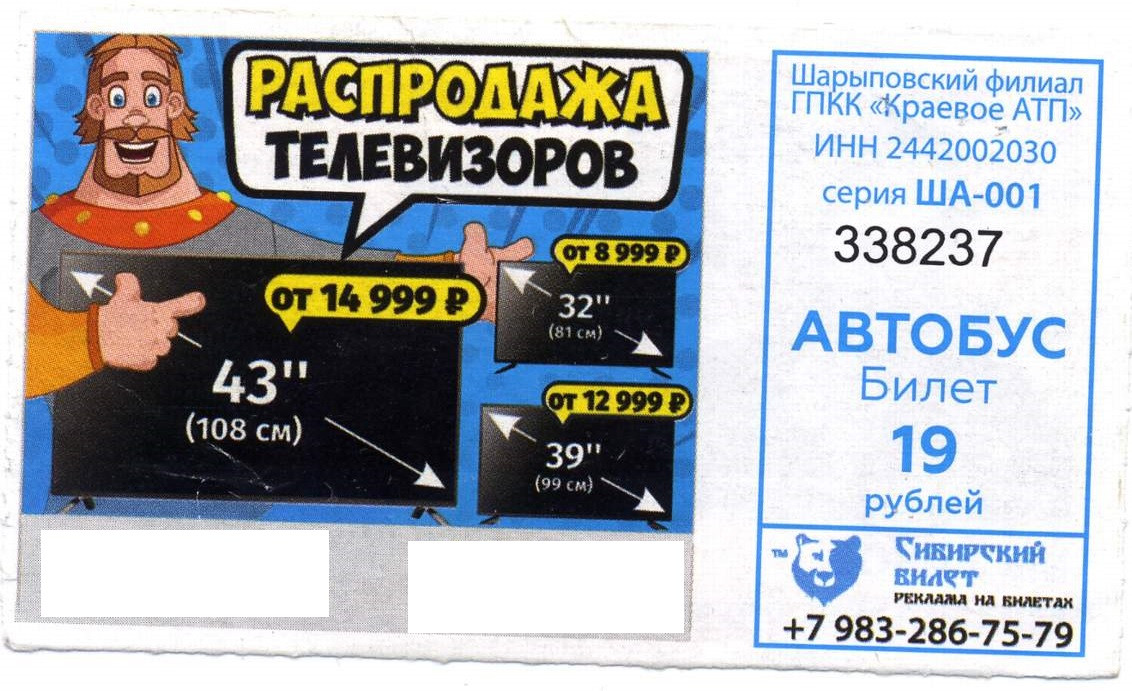 РАСПРОДАЖА
ТЕЛЕВИЗОРОВ
от 14 999 ₽
43"
(108 см)
от 8 999 ₽
32"
(81 см)
от 12 999 ₽
39"
(99 см)
Шарыповский филиал
ГПКК «Краевое АТП»
ИНН 2442002030
серия ША-001
338237
АВТОБУС
Билет
19
рублей
TM
Сибирский
билет
реклама на билетах
+7 983-286-75-79